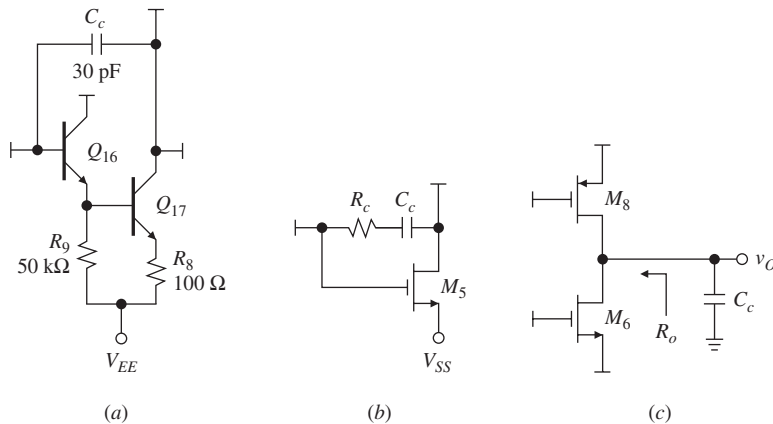 C_c
30 pF
Q_16
Q_17
R_9
50 kΩ
R_8
100 Ω
V_EE
(a)
R_c
C_c
M_5
V_SS
(b)
M_8
v_O
M_6
R_o
C_c
(c)